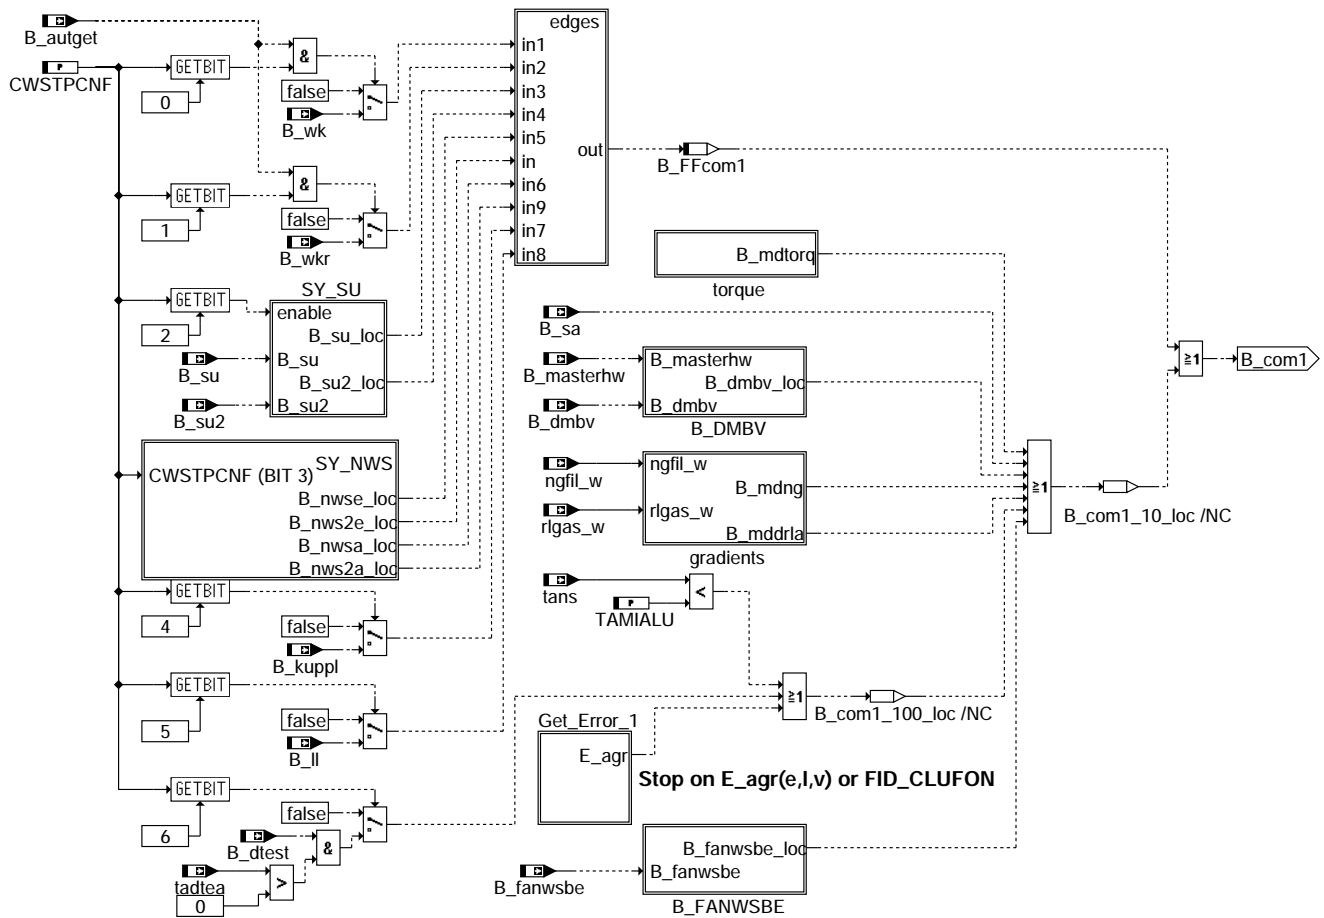 B_autget
CWSTPCNF
P
GETBIT
0
&
false
B_wk
GETBIT
1
&
false
B_wkr
GETBIT
2
SY_SU
enable
B_su_loc
B_su
B_su2_loc
B_su2
B_su
B_su2
SY_NWS
CWSTPCNF (BIT 3)
B_nwse_loc
B_nws2e_loc
B_nwsa_loc
B_nws2a_loc
GETBIT
4
false
B_kuppl
GETBIT
5
false
B_ll
GETBIT
6
false
B_dtest
&
tadtea
>
0
edges
in1
in2
in3
in4
in5
in
in6
in9
in7
in8
out
B_FFcom1
B_mdtorq
torque
B_sa
B_masterhw
B_dmbv
B_masterhw
B_dmbv_loc
B_dmbv
B_DMBV
ngfil_w
rlgas_w
ngfil_w
B_mdng
rlgas_w
B_mddrla
gradients
tans
P
TAMIALU
<
≧1
B_com1_100_loc /NC
Get_Error_1
E_agr
Stop on E_agr(e,l,v) or FID_CLUFON
B_fanwsbe
B_fanwsbe_loc
B_fanwsbe
B_FANWSBE
≧1
B_com1_10_loc /NC
≧1
B_com1